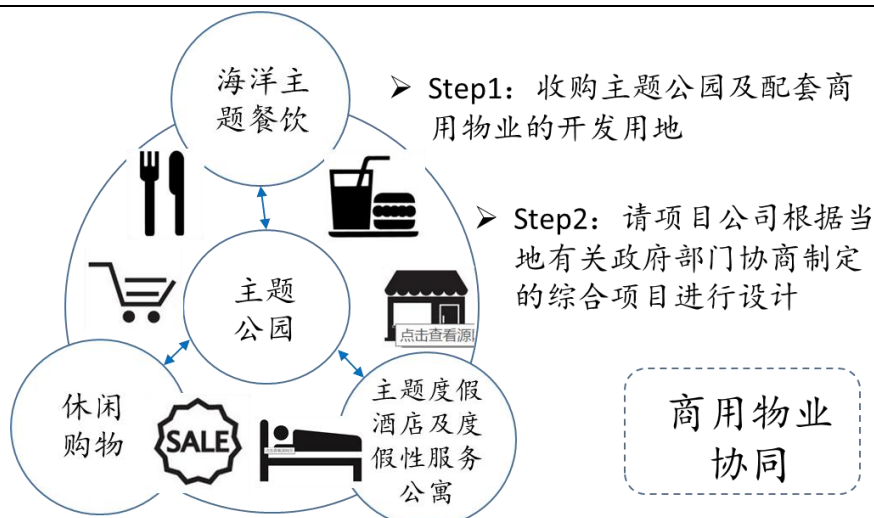 海洋主
题餐饮
➢ Step1：收购主题公园及配套商
用物业的开发用地
➢ Step2：请项目公司根据当
地有关政府部门协商制定
的综合项目进行设计
主题
公园
点击查看源
休闲
购物
SALE
主题度假
酒店及度
假性服务
公寓
商用物业
协同